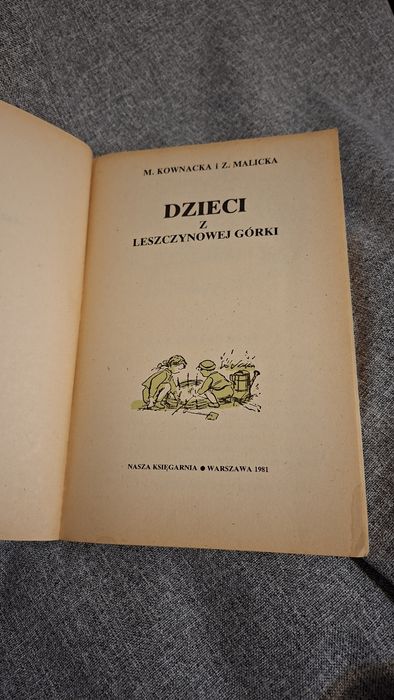 M. KOWNACKA i Z. MALICKA
DZIECI
Z
LESZCZYNOWEJ GÓRKI
NASZA KSIĘGARNIA ● WARSZAWA 1981